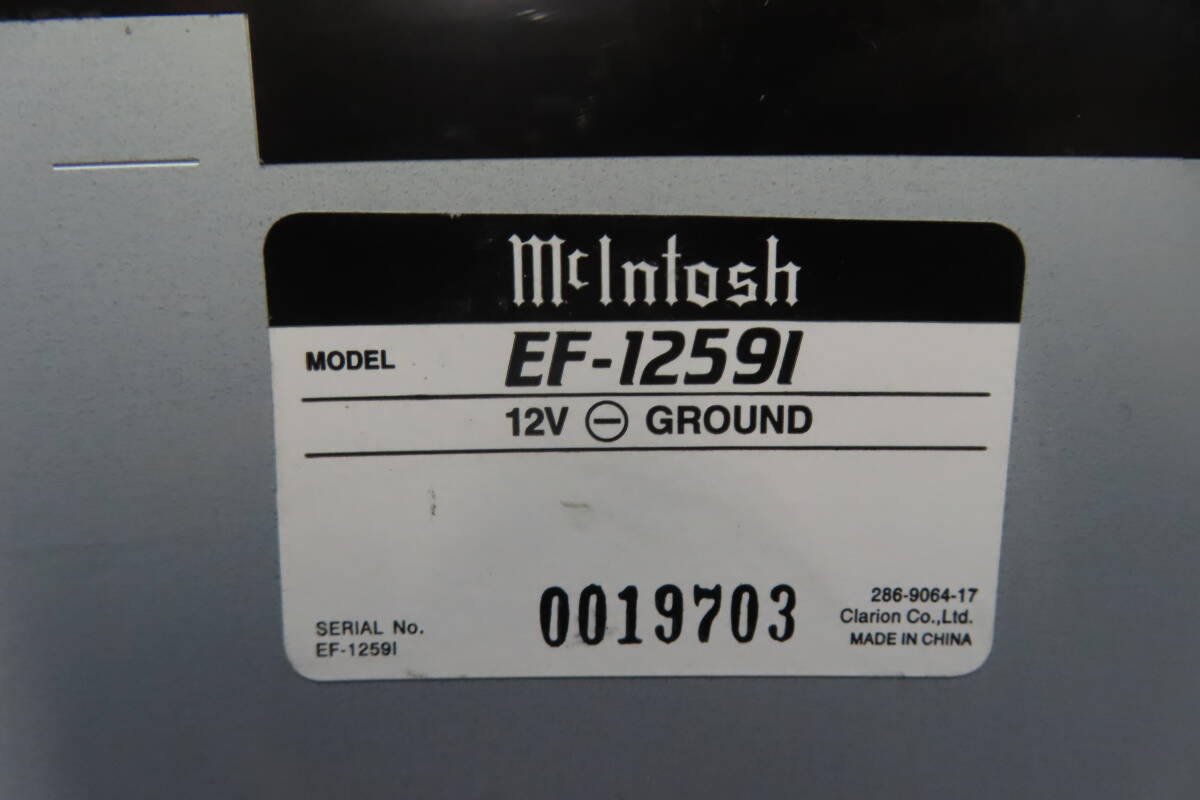 McIntosh
MODEL EF-1259I
12V ⊖ GROUND
286-9064-17
SERIAL No. 0019703 Clarion Co.,Ltd.
EF-1259I MADE IN CHINA